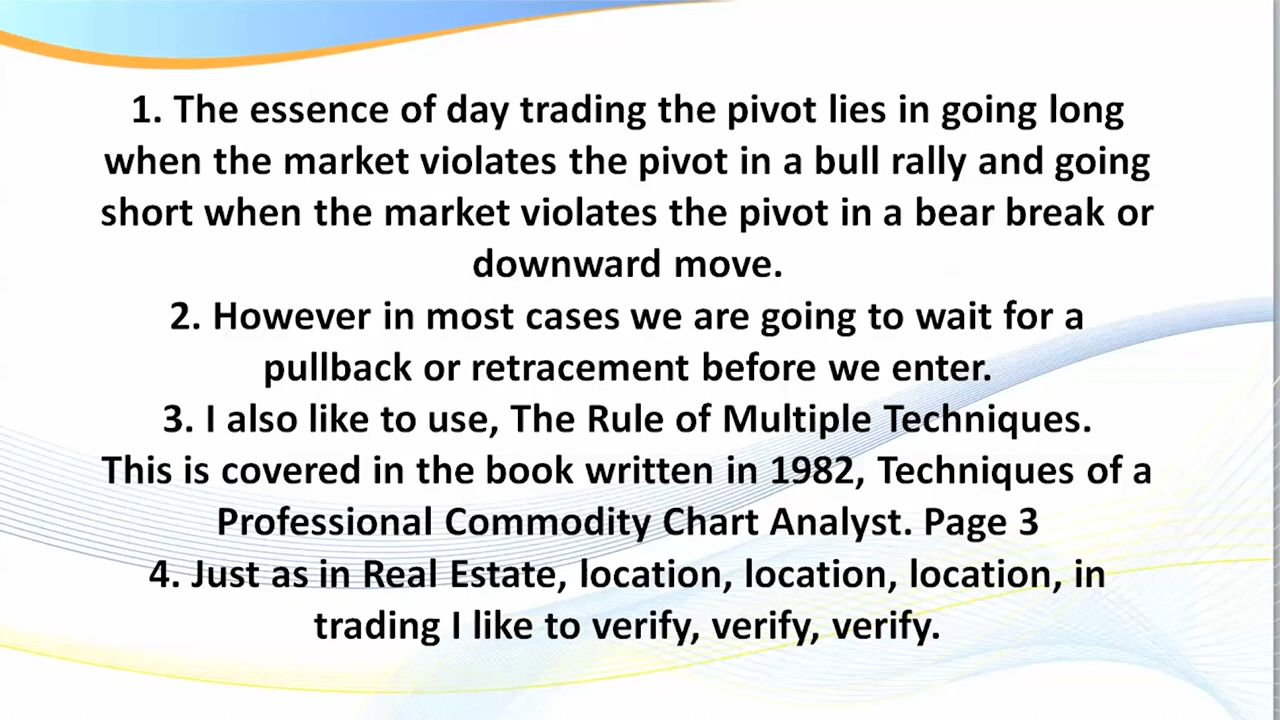 1. The essence of day trading the pivot lies in going long
when the market violates the pivot in a bull rally and going
short when the market violates the pivot in a bear break or
downward move.
2. However in most cases we are going to wait for a
pullback or retracement before we enter.
3. I also like to use, The Rule of Multiple Techniques.
This is covered in the book written in 1982, Techniques of a
Professional Commodity Chart Analyst. Page 3
4. Just as in Real Estate, location, location, location, in
trading I like to verify, verify, verify.